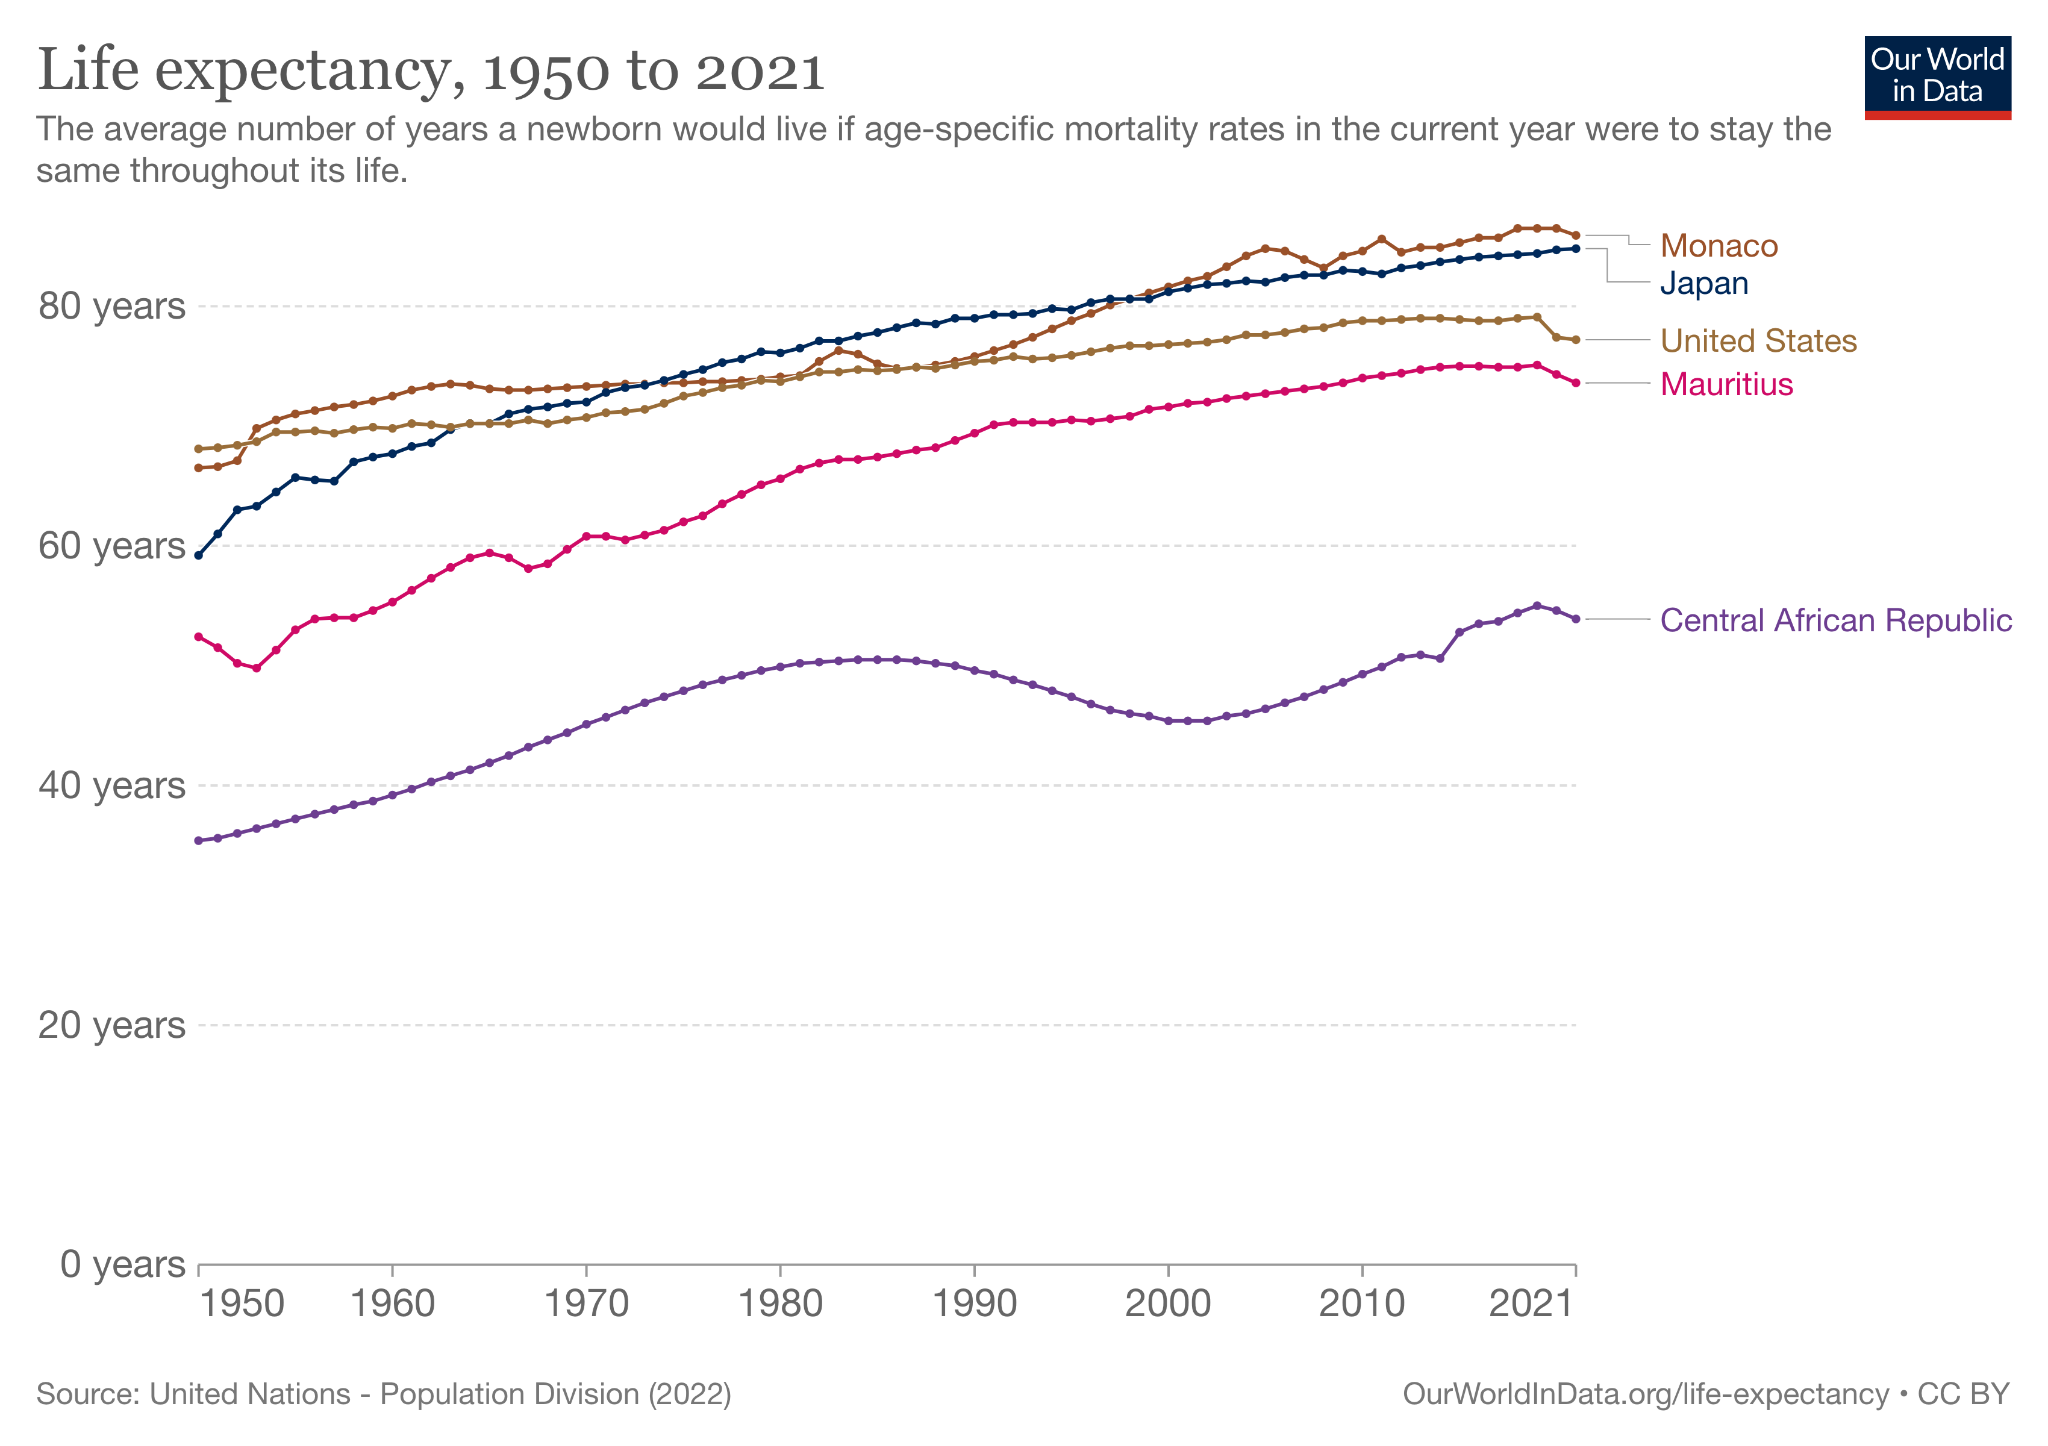 Life expectancy, 1950 to 2021
Our World
in Data
The average number of years a newborn would live if age-specific mortality rates in the current year were to stay the
same throughout its life.
Monaco
Japan
80 years
United States
Mauritius
60 years
Central African Republic
40 years
20 years
0 years
1950 1960 1970 1980 1990 2000 2010 2021
Source: United Nations - Population Division (2022)
OurWorldInData.org/life-expectancy • CC BY